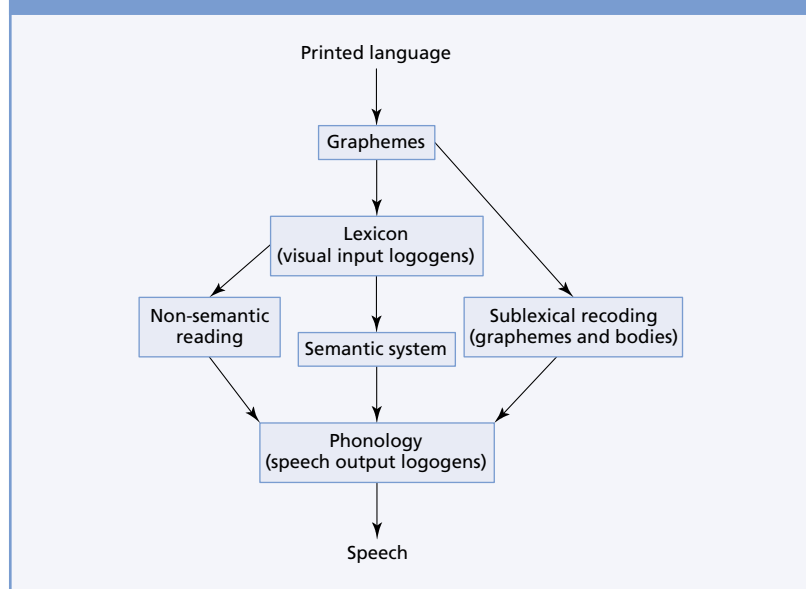 Printed language
Graphemes
Lexicon
(visual input logogens)
Non-semantic
reading
Semantic system
Sublexical recoding
(graphemes and bodies)
Phonology
(speech output logogens)
Speech